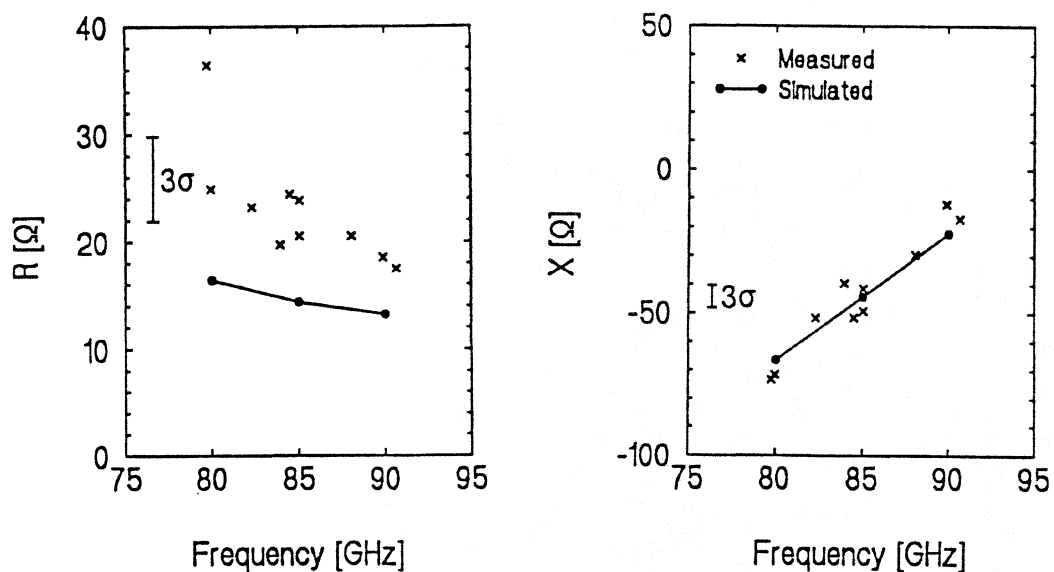 40
30
20
10
0
R [Ω]
3σ
75 80 85 90 95
Frequency [GHz]
50
0
-50
-100
X [Ω]
× Measured
Simulated
3σ
75 80 85 90 95
Frequency [GHz]